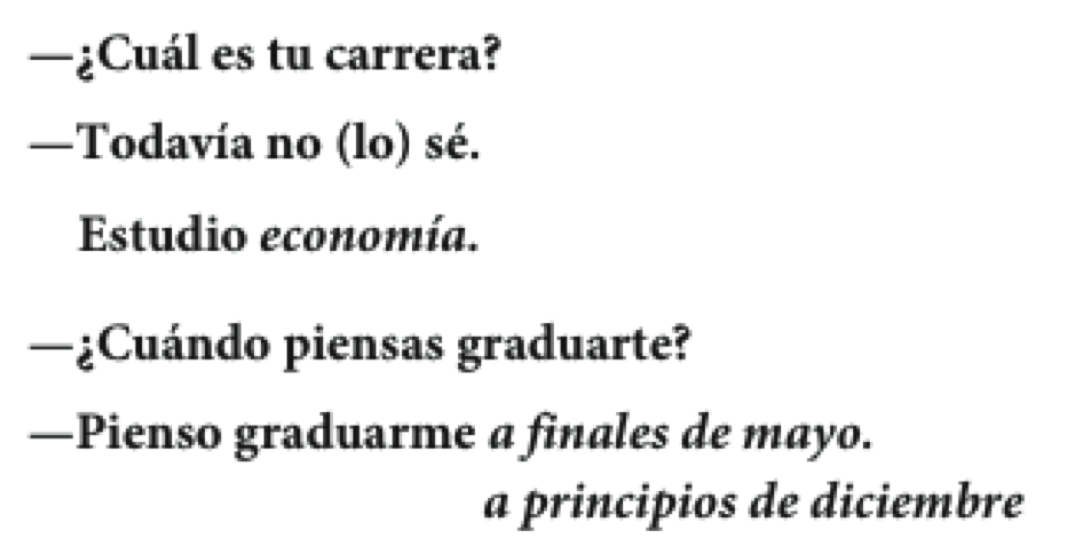 —¿Cuál es tu carrera?
—Todavía no (lo) sé.
Estudio economía.
—¿Cuándo piensas graduarte?
—Pienso graduarme a finales de mayo.
a principios de diciembre